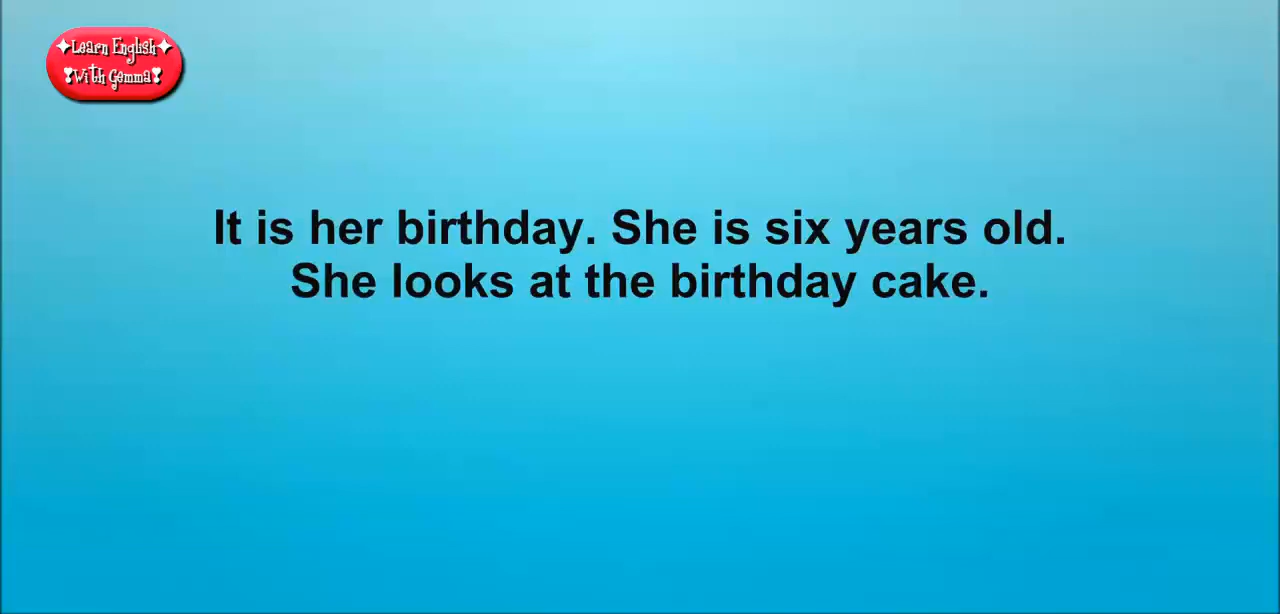 Learn English
With Gemma
It is her birthday. She is six years old.
She looks at the birthday cake.